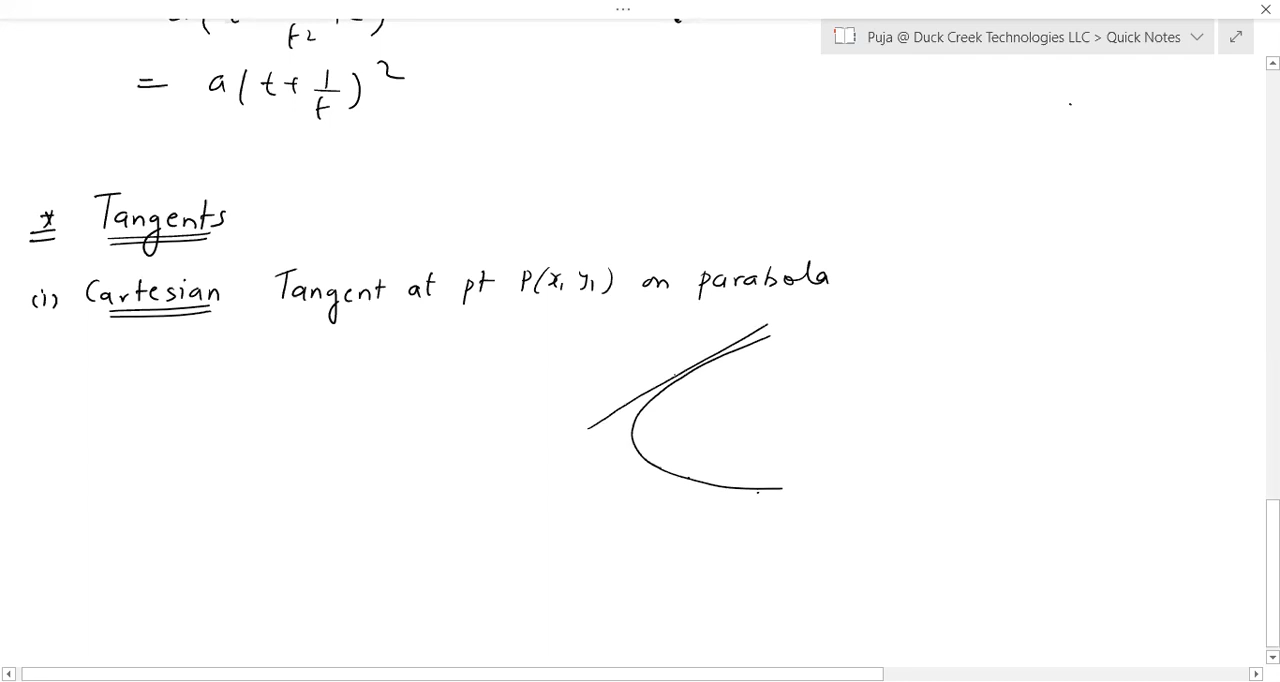 Puja @ Duck Creek Technologies LLC > Quick Notes
= a(t+1/t)²
* Tangents
(i) Cartesian Tangent at pt P(x₁ y₁) on parabola